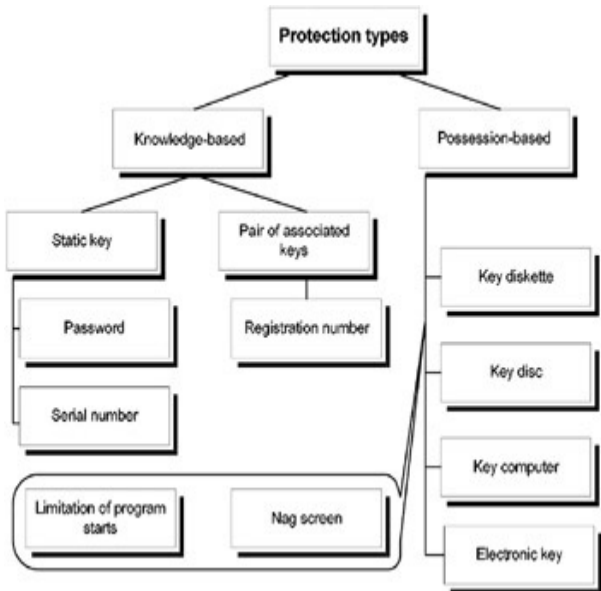 Protection types
Knowledge-based
Possession-based
Static key
Pair of associated
keys
Key diskette
Password
Registration number
Key disc
Serial number
Key computer
Limitation of program
starts
Nag screen
Electronic key